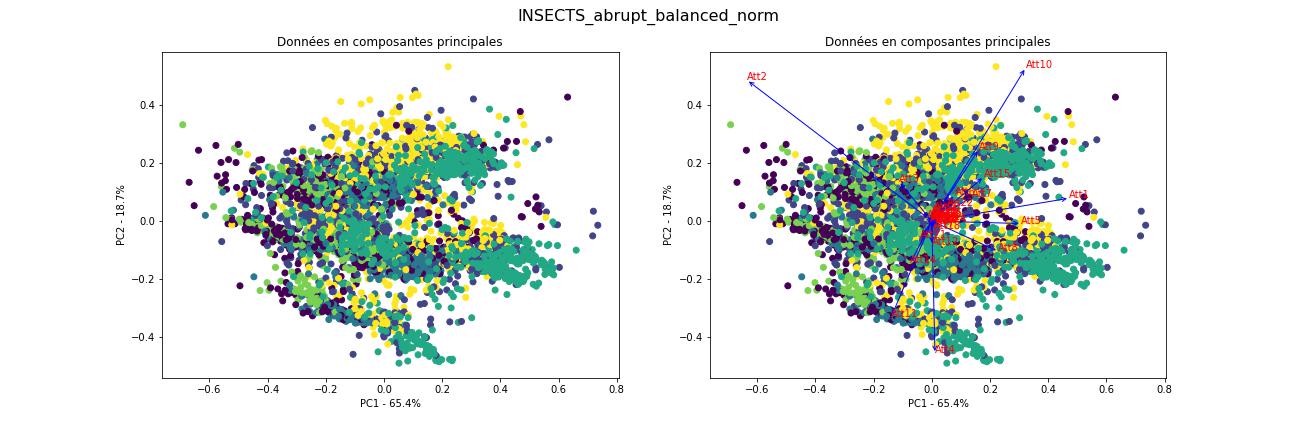 INSECTS_abrupt_balanced_norm
Données en composantes principales
0.4
0.2
0.0
−0.2
−0.4
PC2 - 18.7%
−0.6
−0.4
−0.2
0.0
0.2
0.4
0.6
0.8
PC1 - 65.4%
Données en composantes principales
0.4
0.2
0.0
−0.2
−0.4
PC2 - 18.7%
−0.6
−0.4
−0.2
0.0
0.2
0.4
0.6
0.8
PC1 - 65.4%
Att2
Att10
Att15
Att1
Att5
Att4